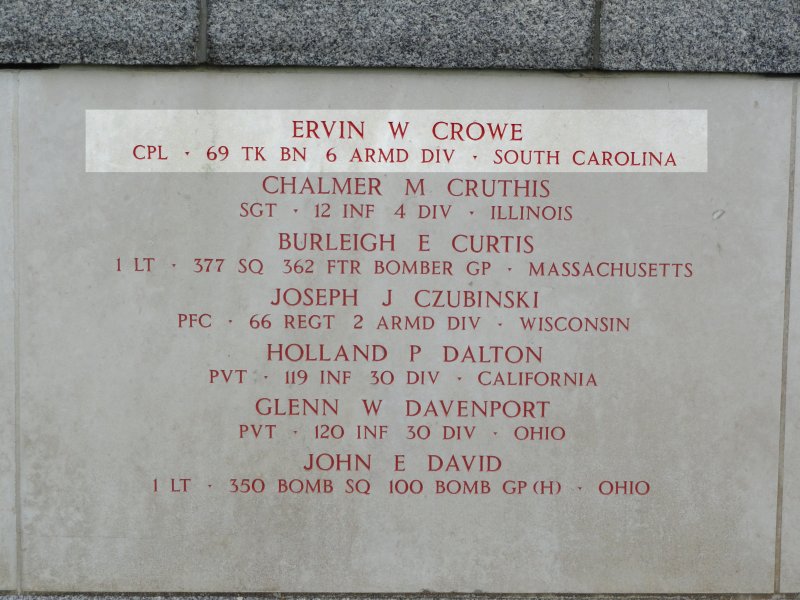 ERVIN W CROWE
CPL · 69 TK BN 6 ARMD DIV · SOUTH CAROLINA
CHALMER M CRUTHIS
SGT · 12 INF 4 DIV · ILLINOIS
BURLEIGH E CURTIS
1 LT · 377 SQ 362 FTR BOMBER GP · MASSACHUSETTS
JOSEPH J CZUBINSKI
PFC · 66 REGT 2 ARMD DIV · WISCONSIN
HOLLAND P DALTON
PVT · 119 INF 30 DIV · CALIFORNIA
GLENN W DAVENPORT
PVT · 120 INF 30 DIV · OHIO
JOHN E DAVID
1 LT · 350 BOMB SQ 100 BOMB GP (H) · OHIO